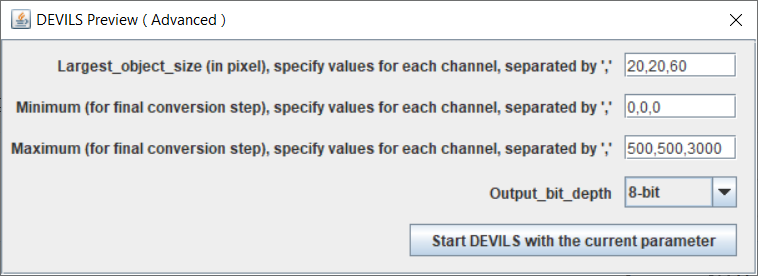 DEVILS Preview ( Advanced )
Largest_object_size (in pixel), specify values for each channel, separated by ',' 20,20,60
Minimum (for final conversion step), specify values for each channel, separated by ',' 0,0,0
Maximum (for final conversion step), specify values for each channel, separated by ',' 500,500,3000
Output_bit_depth 8-bit
Start DEVILS with the current parameter